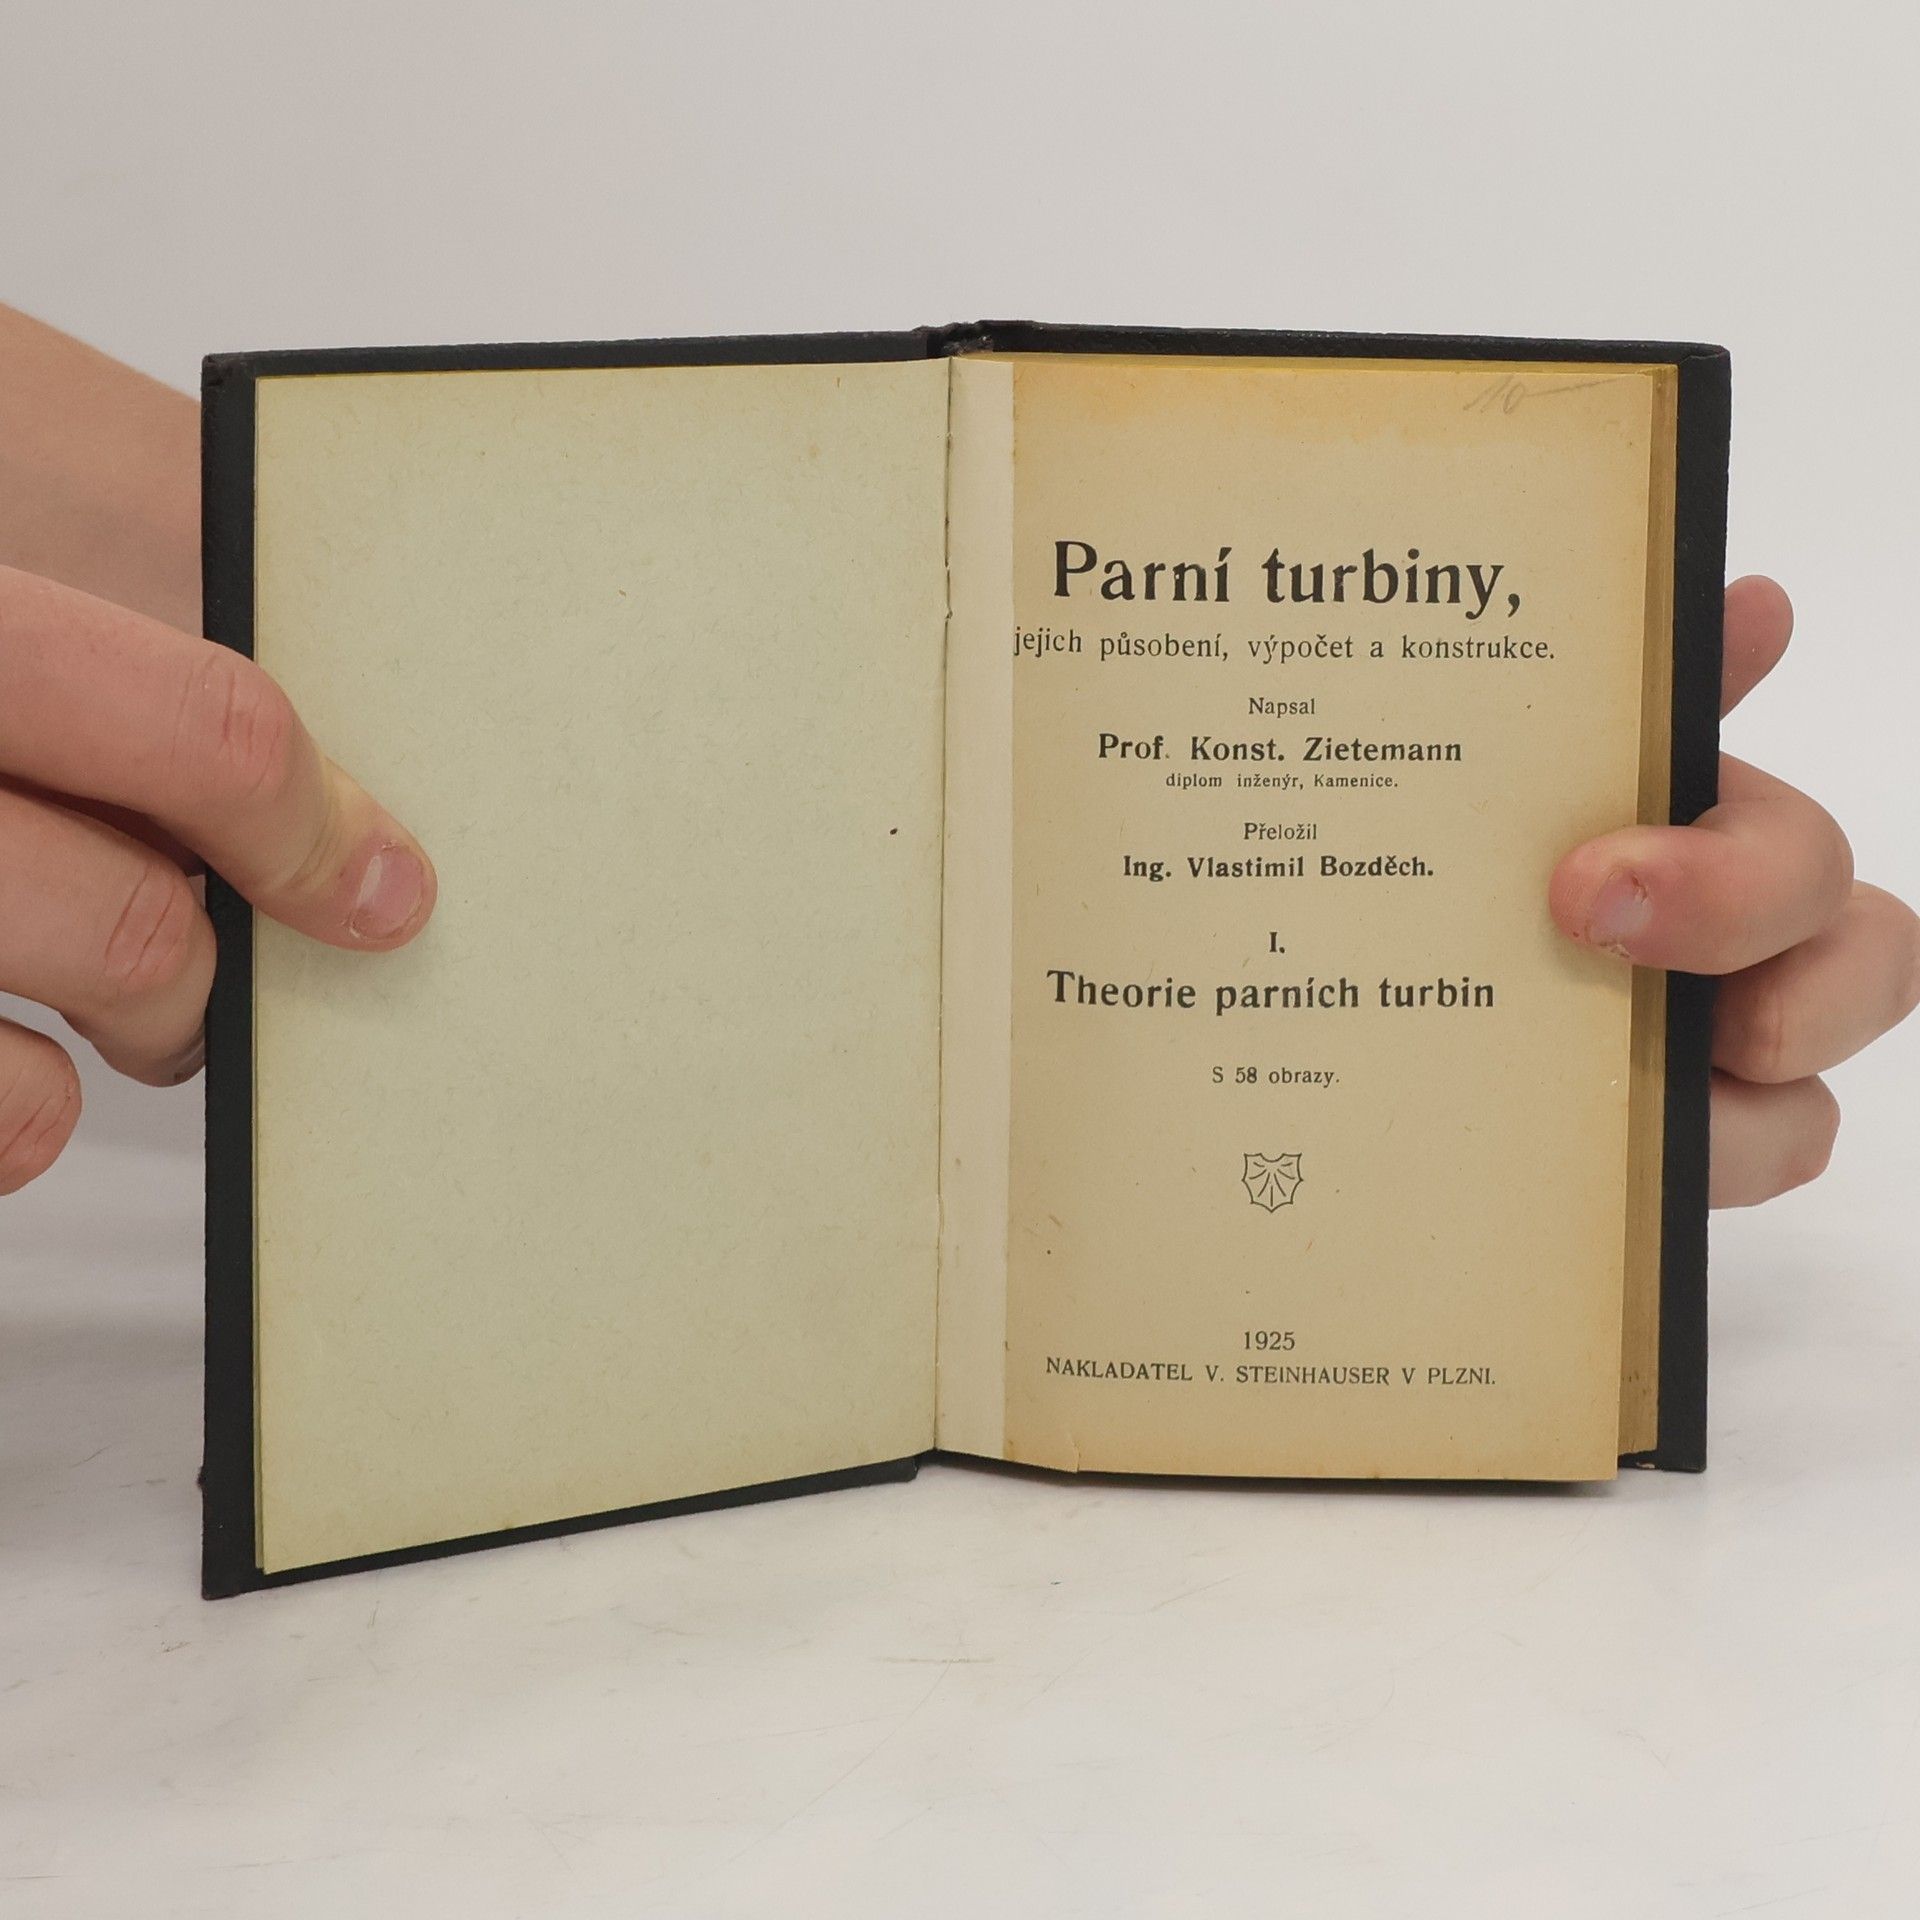 10
Parní turbiny,
jejich působení, výpočet a konstrukce.
Napsal
Prof. Konst. Zietemann
diplom inženýr, Kamenice.
Přeložil
Ing. Vlastimil Bozděch.
I.
Theorie parních turbin
S 58 obrazy.
1925
NAKLADATEL V. STEINHAUSER V PLZNI.